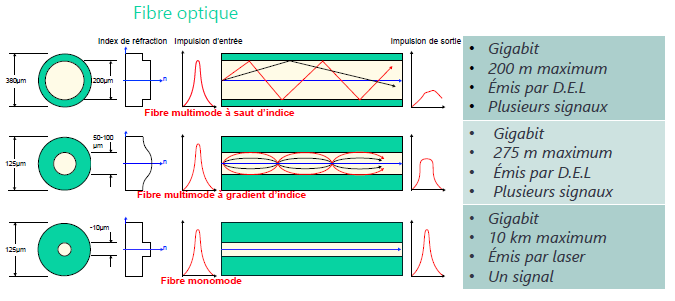 Fibre optique
Index de réfraction
Impulsion d'entrée
Impulsion de sortie
380µm
200µm
n
Fibre multimode à saut d'indice
• Gigabit
• 200 m maximum
• Émis par D.E.L
• Plusieurs signaux
50-100
µm
125µm
n
Fibre multimode à gradient d'indice
• Gigabit
• 275 m maximum
• Émis par D.E.L
• Plusieurs signaux
~10µm
125µm
n
Fibre monomode
• Gigabit
• 10 km maximum
• Émis par laser
• Un signal